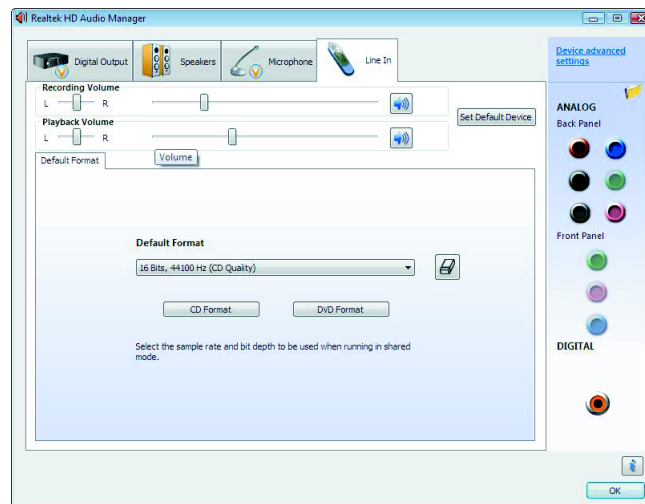 Realtek HD Audio Manager
Digital Output
Speakers
Microphone
Line In
Device advanced
settings
Recording Volume
L R
Playback Volume
L R
Set Default Device
Volume
Default Format
Default Format
16 Bits, 44100 Hz (CD Quality)
CD Format
DVD Format
Select the sample rate and bit depth to be used when running in shared
mode.
ANALOG
Back Panel
Front Panel
DIGITAL
i
OK